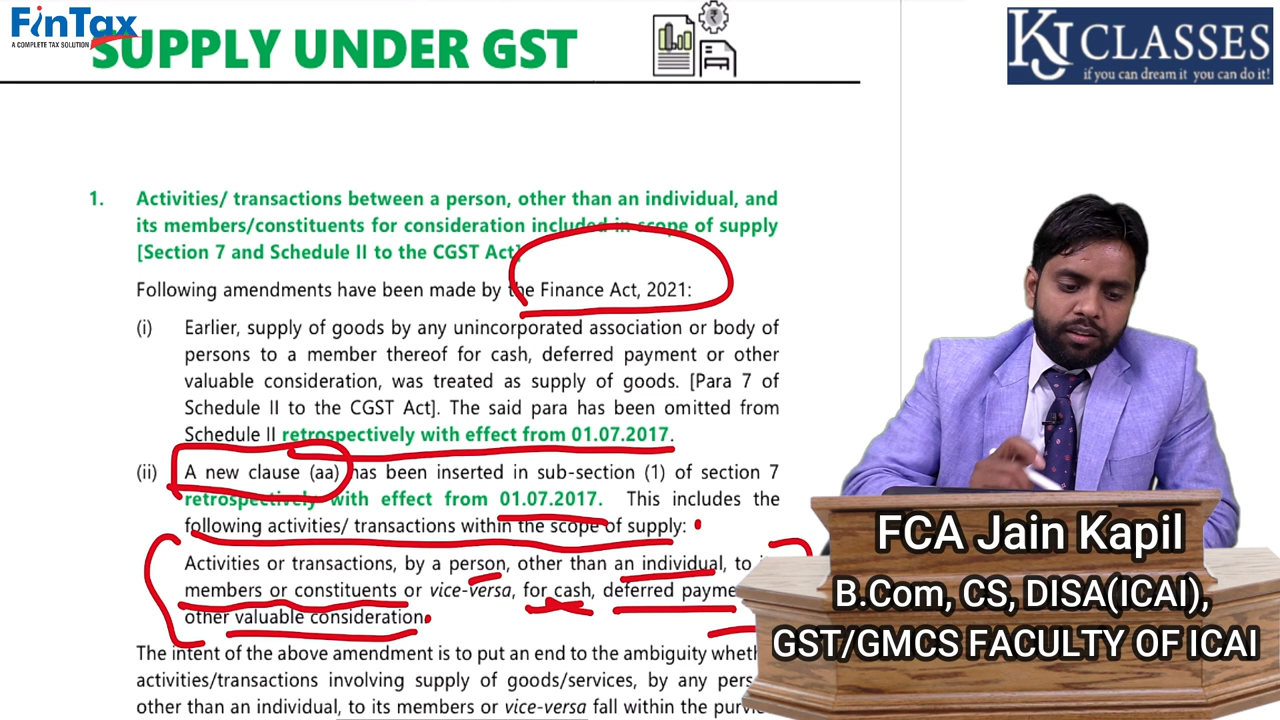 FinTax
A COMPLETE TAX SOLUTION
SUPPLY UNDER GST
KJ CLASSES
if you can dream it you can do it!
1. Activities/ transactions between a person, other than an individual, and
its members/constituents for consideration included in scope of supply
[Section 7 and Schedule II to the CGST Act]
Following amendments have been made by the Finance Act, 2021:
(i) Earlier, supply of goods by any unincorporated association or body of
persons to a member thereof for cash, deferred payment or other
valuable consideration, was treated as supply of goods. [Para 7 of
Schedule II to the CGST Act]. The said para has been omitted from
Schedule II retrospectively with effect from 01.07.2017.
(ii) A new clause (aa) has been inserted in sub-section (1) of section 7
retrospectively with effect from 01.07.2017. This includes the
following activities/ transactions within the scope of supply:
Activities or transactions, by a person, other than an individual, to
members or constituents or vice-versa, for cash, deferred
other valuable consideration.
The intent of the above amendment is to put an end to the ambiguity
activities/transactions involving supply of goods/services, by any
other than an individual, to its members or vice-versa fall within the
FCA Jain Kapil
B.Com, CS, DISA(ICAI),
GST/GMCS FACULTY OF ICAI